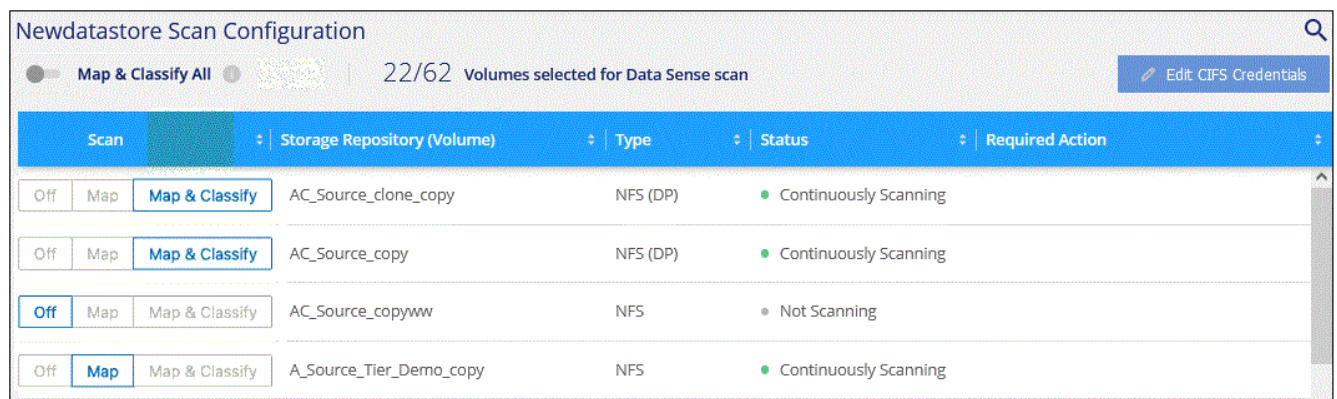 Newdatastore Scan Configuration
Map & Classify All 22/62 Volumes selected for Data Sense scan Edit CIFS Credentials
Scan Storage Repository (Volume) Type Status Required Action
Off Map Map & Classify AC_Source_clone_copy NFS (DP) Continuously Scanning
Off Map Map & Classify AC_Source_copy NFS (DP) Continuously Scanning
Off Map Map & Classify AC_Source_copyww NFS Not Scanning
Off Map Map & Classify A_Source_Tier_Demo_copy NFS Continuously Scanning